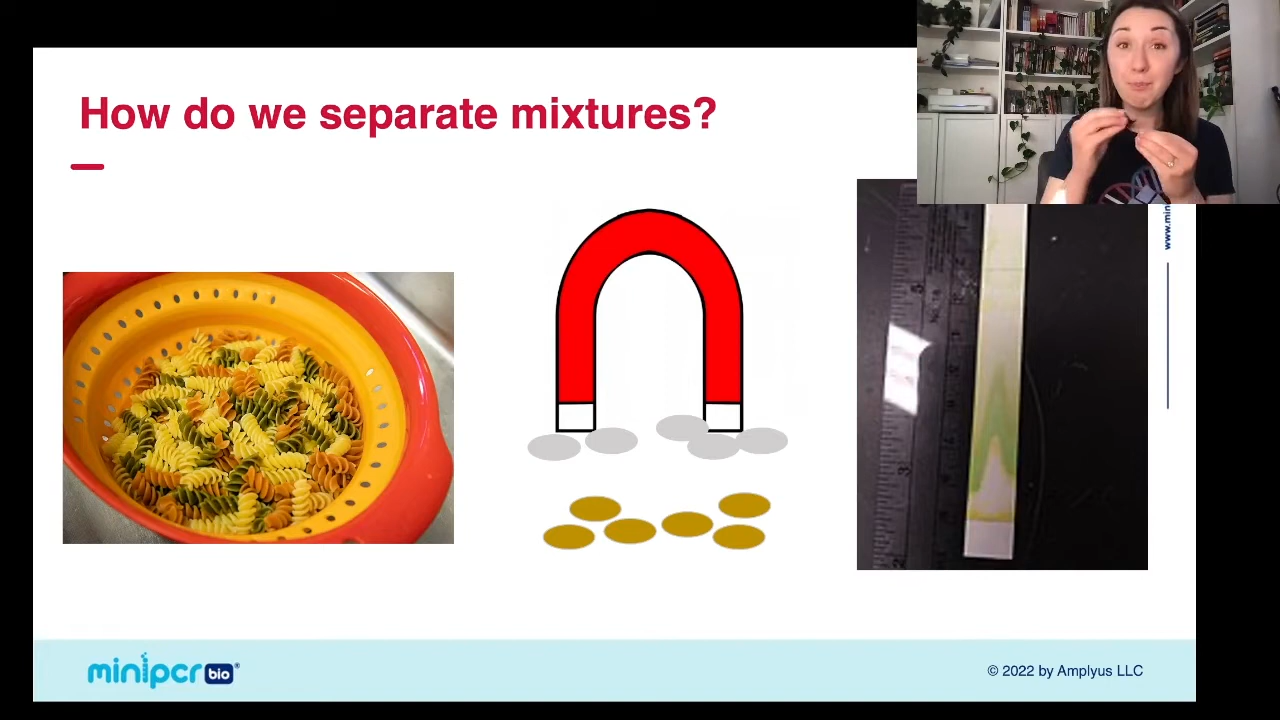 How do we separate mixtures?
minipcr bio®
© 2022 by Amplyus LLC